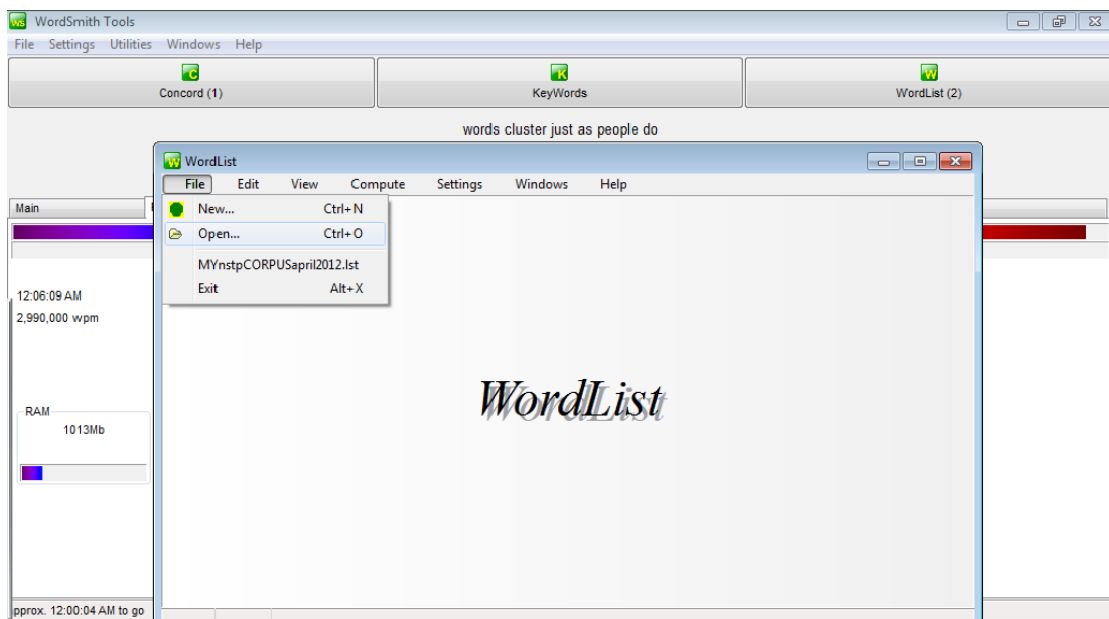 WS WordSmith Tools
File Settings Utilities Windows Help
C K W
Concord (1) KeyWords WordList (2)
words cluster just as people do
W WordList
File Edit View Compute Settings Windows Help
Main
New... Ctrl+N
Open... Ctrl+O
MYnstpCORPUSapril2012.lst
Exit Alt+X
12:06:09 AM
2,990,000 wpm
WordList
RAM
1013Mb
pprox. 12:00:04 AM to go